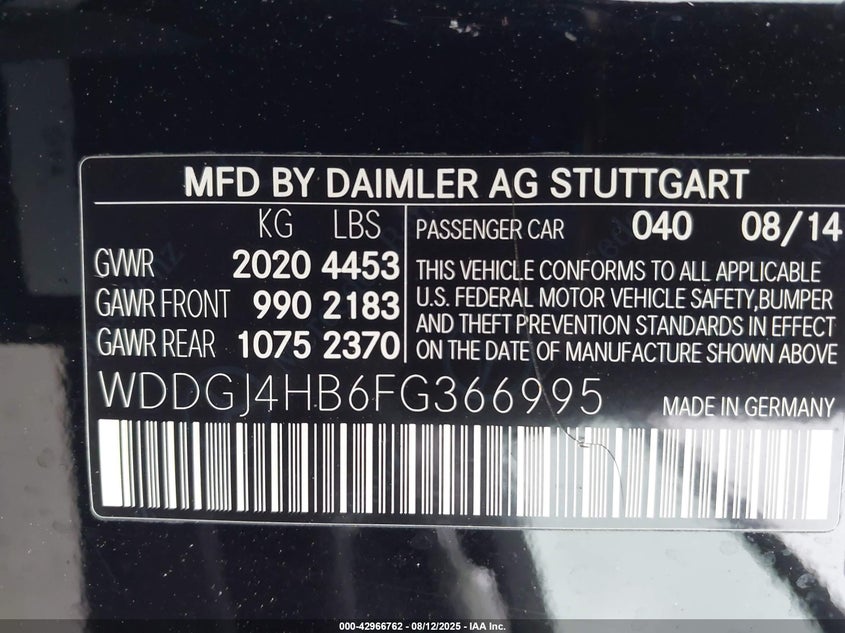 MFD BY DAIMLER AG STUTTGART
KG LBS
GVWR 2020 4453
GAWR FRONT 990 2183
GAWR REAR 1075 2370
PASSENGER CAR 040 08/14
THIS VEHICLE CONFORMS TO ALL APPLICABLE
U.S. FEDERAL MOTOR VEHICLE SAFETY,BUMPER
AND THEFT PREVENTION STANDARDS IN EFFECT
ON THE DATE OF MANUFACTURE SHOWN ABOVE
WDDGJ4HB6FG366995
MADE IN GERMANY
000-42966762 - 08/12/2025 - IAA Inc.